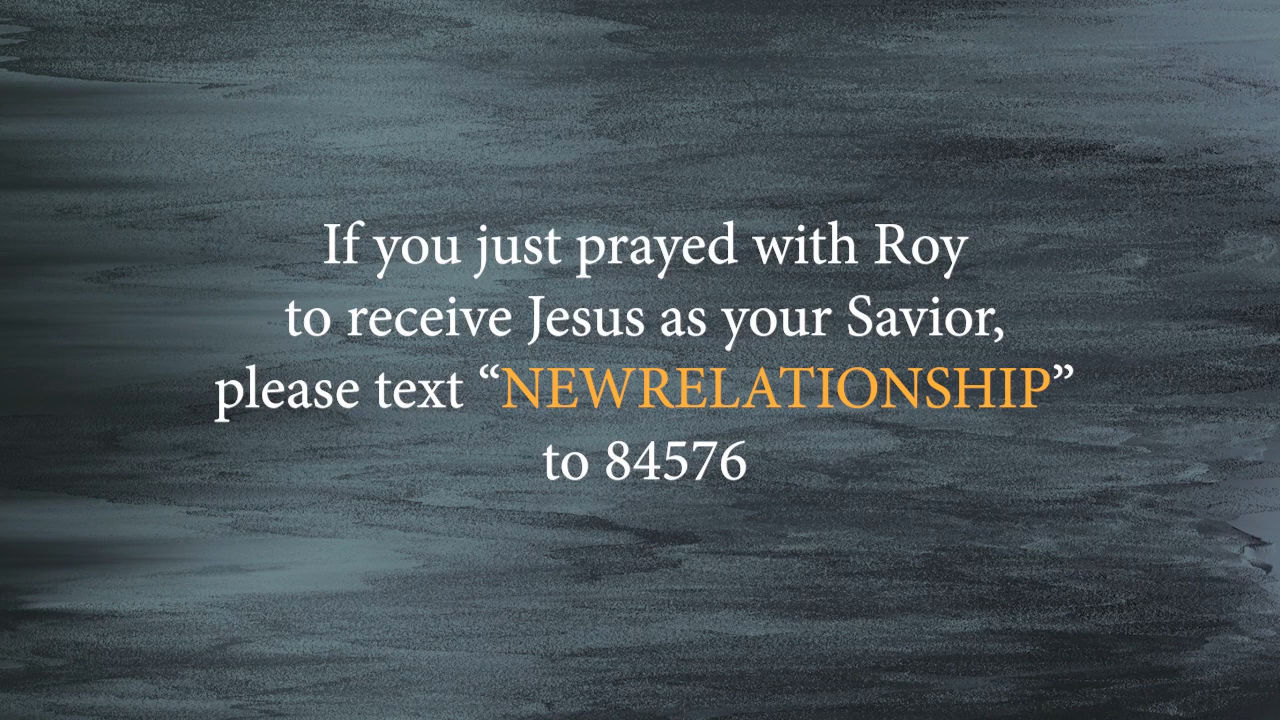 If you just prayed with Roy
to receive Jesus as your Savior,
please text “NEWRELATIONSHIP”
to 84576